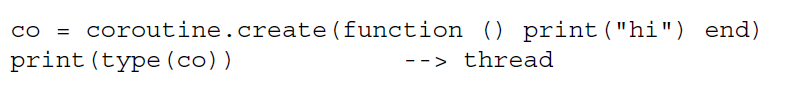 co = coroutine.create(function () print("hi") end)
print(type(co))            --> thread